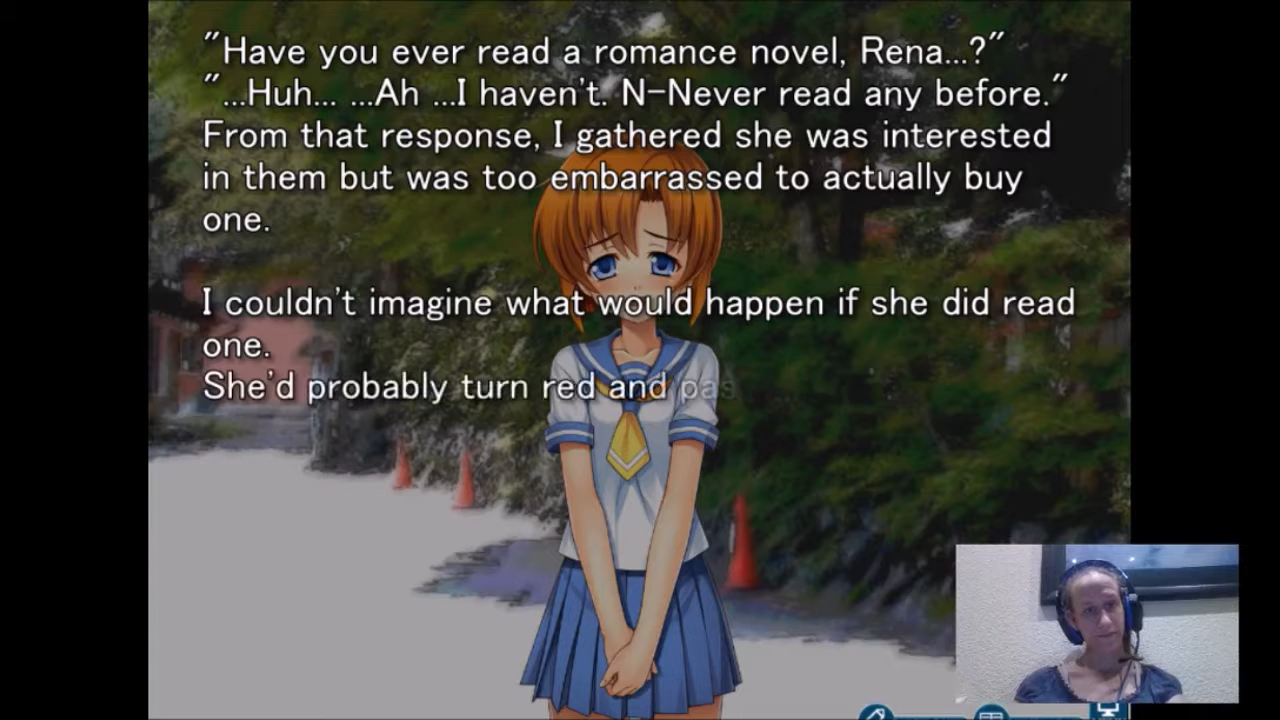 "Have you ever read a romance novel, Rena...?"
"...Huh... ...Ah ...I haven't. N-Never read any before."
From that response, I gathered she was interested
in them but was too embarrassed to actually buy
one.
I couldn't imagine what would happen if she did read
one.
She'd probably turn red and pas